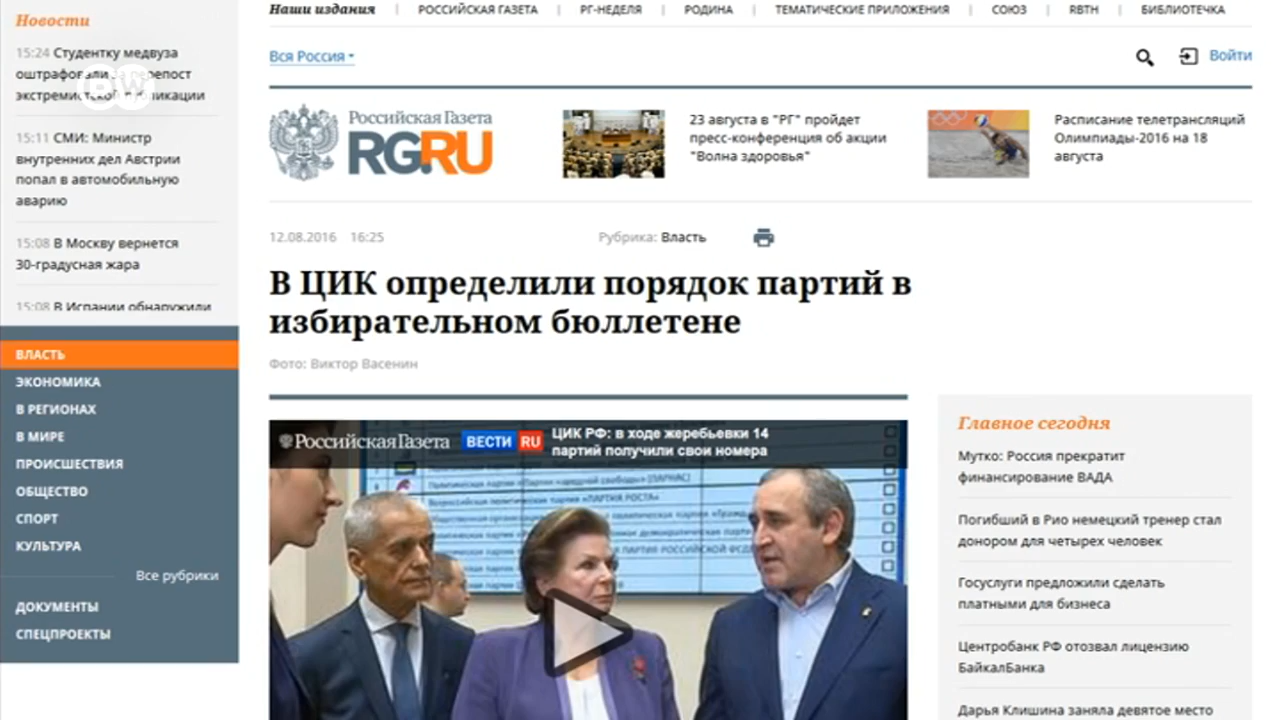 Новости
15:24 Студентку медвуза
оштрафовали за репост
экстремистской публикации
15:11 СМИ: Министр
внутренних дел Австрии
попал в автомобильную
аварию
15:08 В Москву вернется
30-градусная жара
15:08 В Испании обнаружили
ВЛАСТЬ
ЭКОНОМИКА
В РЕГИОНАХ
В МИРЕ
ПРОИСШЕСТВИЯ
ОБЩЕСТВО
СПОРТ
КУЛЬТУРА
Все рубрики
ДОКУМЕНТЫ
СПЕЦПРОЕКТЫ
DW
Наши издания | РОССИЙСКАЯ ГАЗЕТА | РГ-НЕДЕЛЯ | РОДИНА | ТЕМАТИЧЕСКИЕ ПРИЛОЖЕНИЯ | СОЮЗ | RBTH | БИБЛИОТЕЧКА
Вся Россия
Войти
Российская Газета
RG.RU
23 августа в "РГ" пройдет
пресс-конференция об акции
"Волна здоровья"
Расписание телетрансляций
Олимпиады-2016 на 18
августа
12.08.2016 16:25
Рубрика: Власть
В ЦИК определили порядок партий в
избирательном бюллетене
Фото: Виктор Васенин
Российская Газета ВЕСТИ RU
ЦИК РФ: в ходе жеребьевки 14
партий получили свои номера
Главное сегодня
Мутко: Россия прекратит
финансирование ВАДА
Погибший в Рио немецкий тренер стал
донором для четырех человек
Госуслуги предложили сделать
платными для бизнеса
Центробанк РФ отозвал лицензию
БайкалБанка
Дарья Клишина заняла девятое место